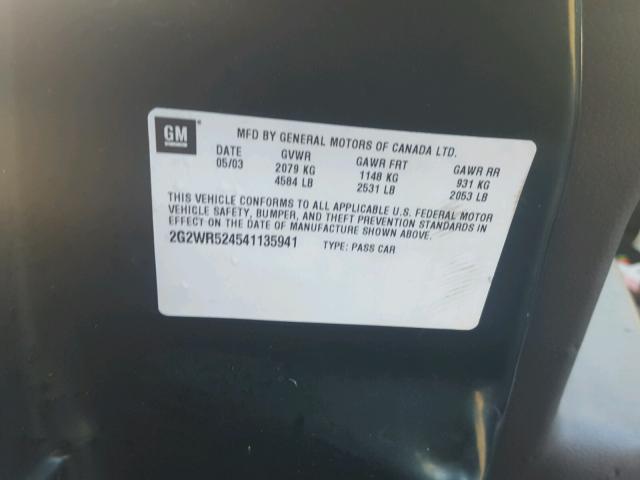 GM
MFD BY GENERAL MOTORS OF CANADA LTD.
DATE GVWR GAWR FRT GAWR RR
05/03 2079 KG 1148 KG 931 KG
4584 LB 2531 LB 2053 LB
THIS VEHICLE CONFORMS TO ALL APPLICABLE U.S. FEDERAL MOTOR
VEHICLE SAFETY, BUMPER, AND THEFT PREVENTION STANDARDS IN
EFFECT ON THE DATE OF MANUFACTURE SHOWN ABOVE.
2G2WR524541135941 TYPE: PASS CAR